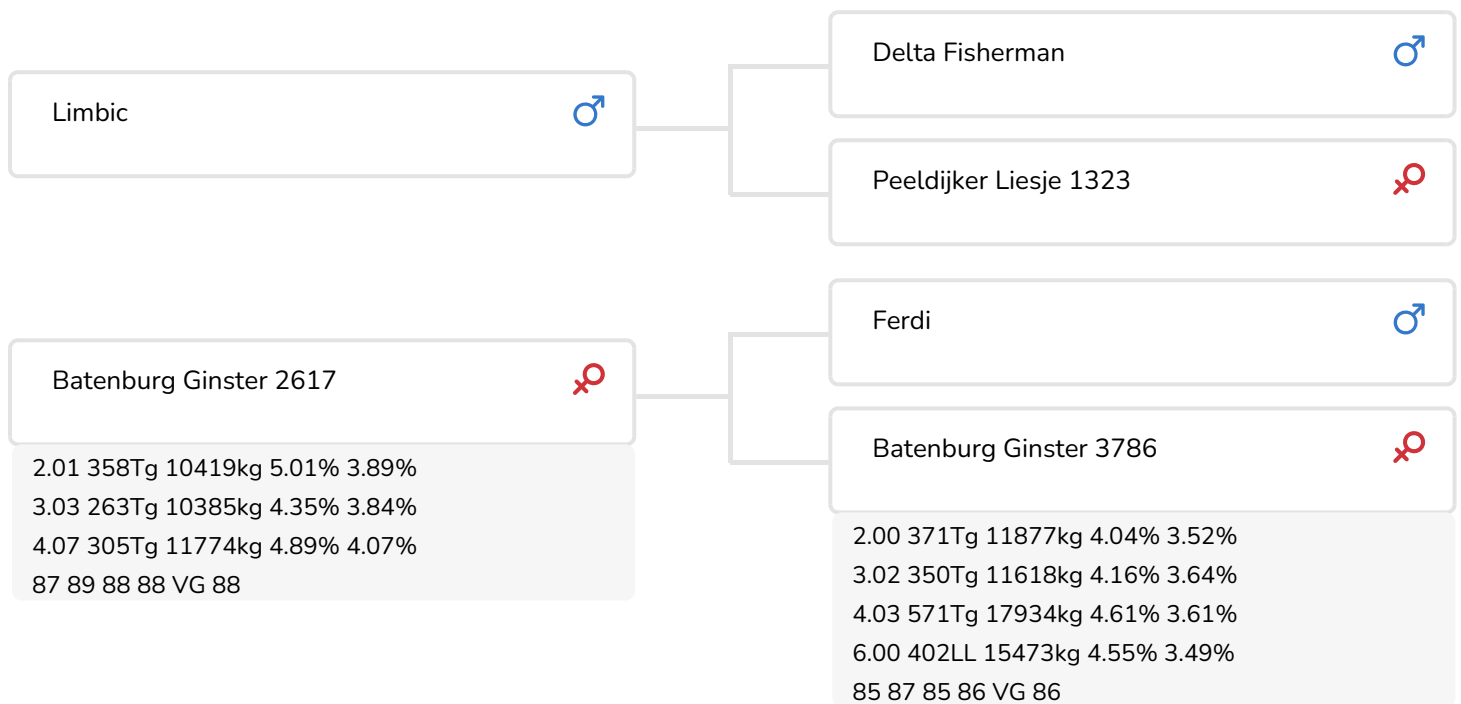 Limbic
Delta Fisherman
Peeldijker Liesje 1323
Batenburg Ginster 2617
2.01 358Tg 10419kg 5.01% 3.89%
3.03 263Tg 10385kg 4.35% 3.84%
4.07 305Tg 11774kg 4.89% 4.07%
87 89 88 88 VG 88
Ferdi
Batenburg Ginster 3786
2.00 371Tg 11877kg 4.04% 3.52%
3.02 350Tg 11618kg 4.16% 3.64%
4.03 571Tg 17934kg 4.61% 3.61%
6.00 402LL 15473kg 4.55% 3.49%
85 87 85 86 VG 86